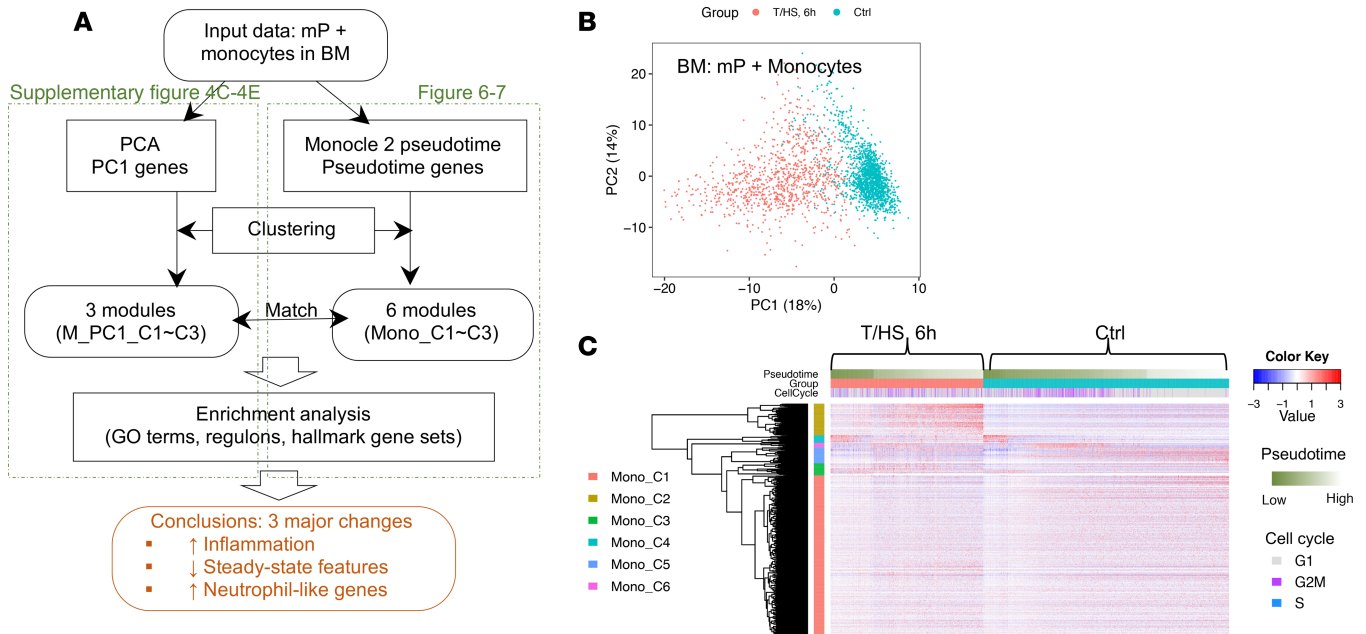 A
Input data: mP +
monocytes in BM
Supplementary figure 4C-4E
Figure 6-7
PCA
PC1 genes
Monocle 2 pseudotime
Pseudotime genes
Clustering
3 modules
(M_PC1_C1~C3)
Match
6 modules
(Mono_C1~C3)
Enrichment analysis
(GO terms, regulons, hallmark gene sets)
Conclusions: 3 major changes
▪ ↑ Inflammation
▪ ↓ Steady-state features
▪ ↑ Neutrophil-like genes
B
Group T/HS, 6h Ctrl
BM: mP + Monocytes
PC2 (14%)
20
10
0
−10
−20 −10 0 10
PC1 (18%)
C
T/HS, 6h Ctrl
Pseudotime
Group
CellCycle
Mono_C1
Mono_C2
Mono_C3
Mono_C4
Mono_C5
Mono_C6
Color Key
−3 −1 1 3
Value
Pseudotime
Low High
Cell cycle
G1
G2M
S